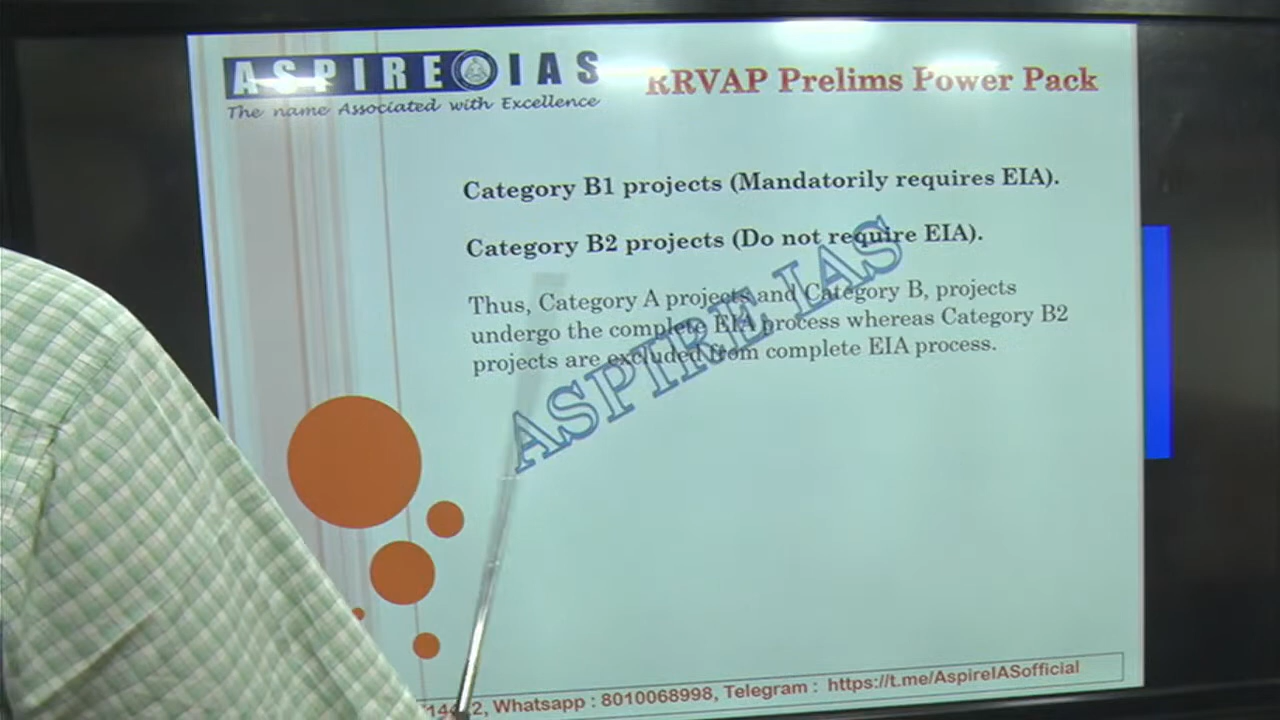 ASPIRE IAS
The name Associated with Excellence
RRVAP Prelims Power Pack
Category B1 projects (Mandatorily requires EIA).
Category B2 projects (Do not require EIA).
Thus, Category A projects and Category B, projects
undergo the complete EIA process whereas Category B2
projects are excluded from complete EIA process.
ASPIRE IAS
Whatsapp : 8010068998, Telegram : https://t.me/AspireIASofficial